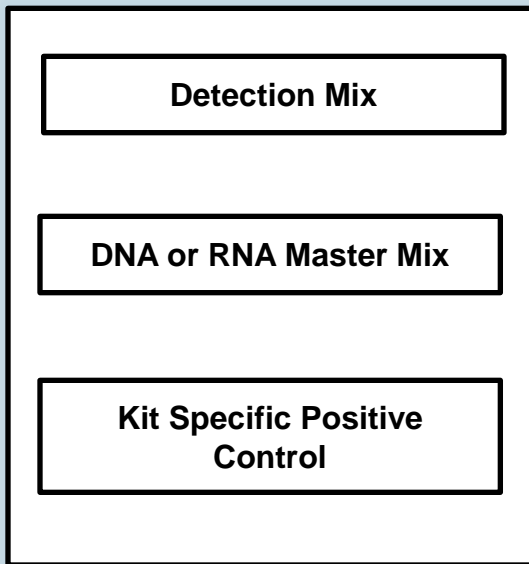 Detection Mix
DNA or RNA Master Mix
Kit Specific Positive
Control